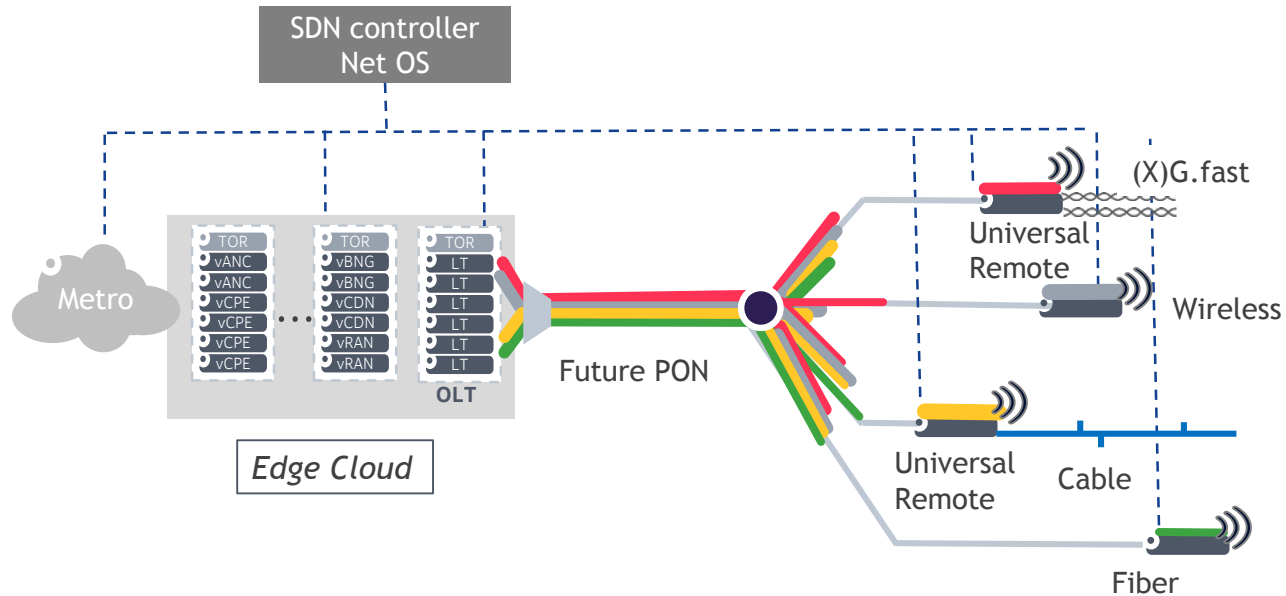 SDN controller
Net OS
(X)G.fast
Universal
Remote
Wireless
Metro
TOR
vANC
vANC
vCPE
vCPE
vCPE
vCPE
...
TOR
vBNG
vBNG
vCDN
vCDN
vRAN
vRAN
TOR
LT
LT
LT
LT
LT
LT
OLT
Future PON
Edge Cloud
Universal
Remote
Cable
Fiber